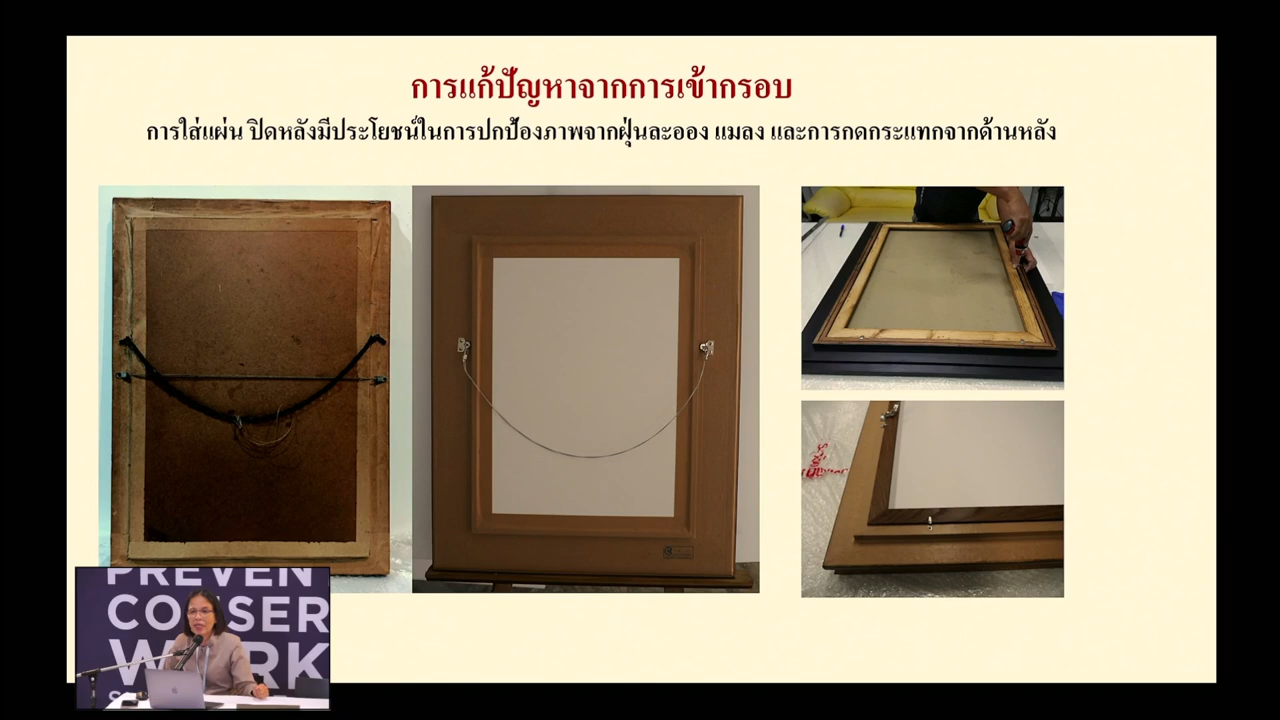 การแก้ปัญหาจากการเข้ากรอบ
การใส่แผ่น ปิดหลังมีประโยชน์ในการปกป้องภาพจากฝุ่นละออง แมลง และการกดกระแทกจากด้านหลัง
PREVEN
CONSER
WORK